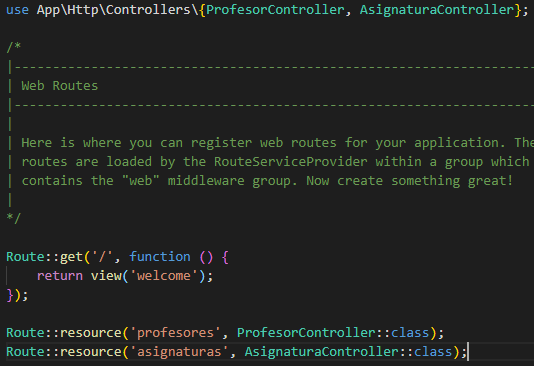 use App\Http\Controllers\{ProfesorController, AsignaturaController};
/*
|--------------------------------------------------------------------------
| Web Routes
|--------------------------------------------------------------------------
|
| Here is where you can register web routes for your application. The
| routes are loaded by the RouteServiceProvider within a group which
| contains the "web" middleware group. Now create something great!
|
*/
Route::get('/', function () {
    return view('welcome');
});
Route::resource('profesores', ProfesorController::class);
Route::resource('asignaturas', AsignaturaController::class);